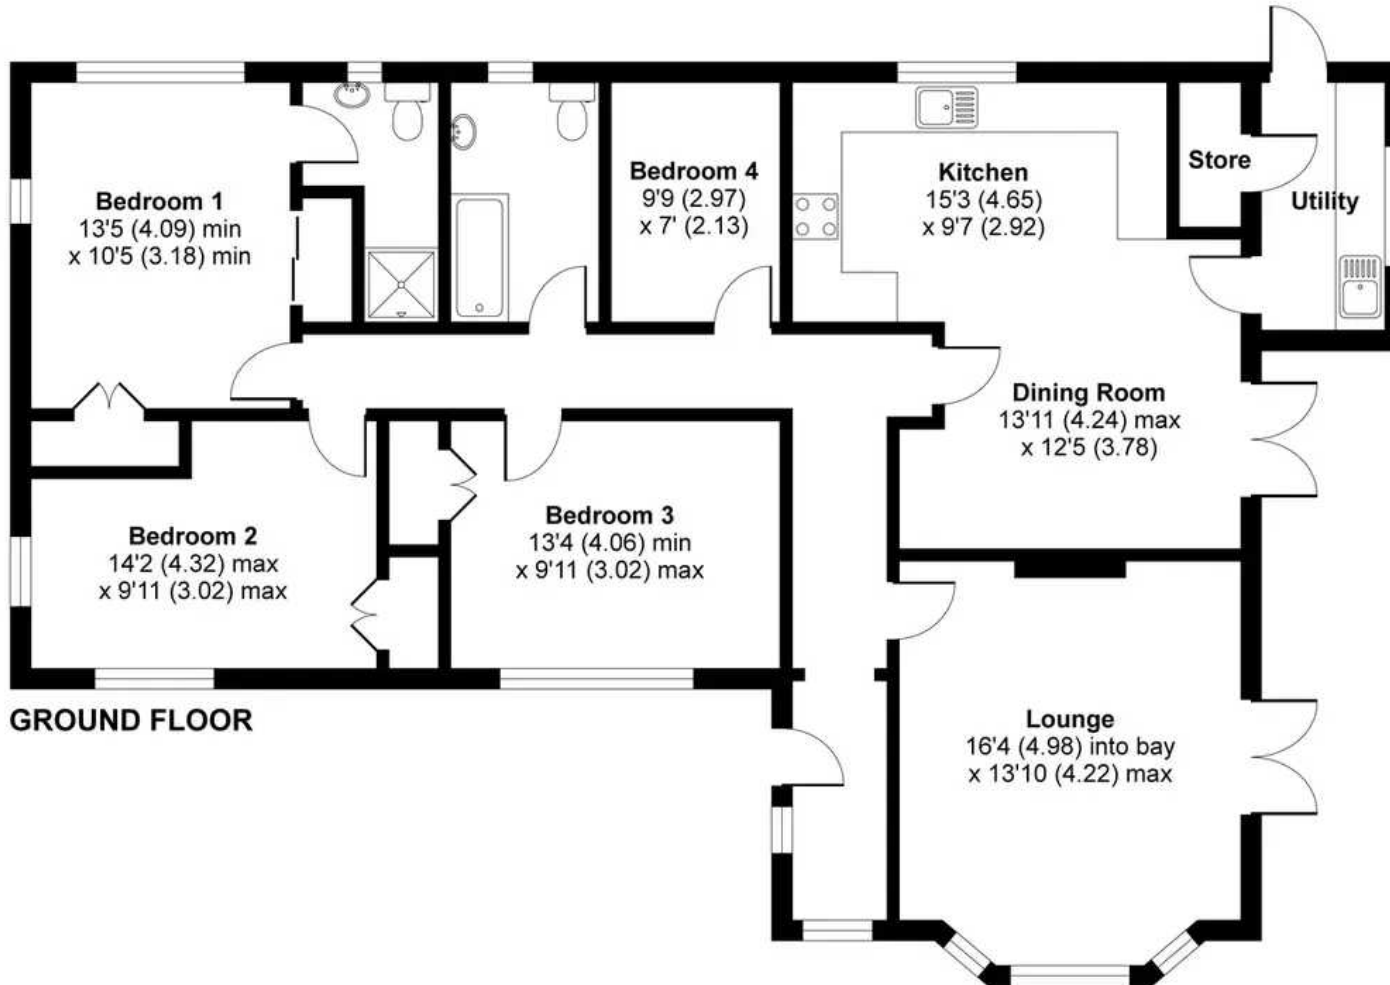 Bedroom 1
13'5 (4.09) min
x 10'5 (3.18) min
Bedroom 4
9'9 (2.97)
x 7' (2.13)
Kitchen
15'3 (4.65)
x 9'7 (2.92)
Store
Utility
Dining Room
13'11 (4.24) max
x 12'5 (3.78)
Bedroom 2
14'2 (4.32) max
x 9'11 (3.02) max
Bedroom 3
13'4 (4.06) min
x 9'11 (3.02) max
GROUND FLOOR
Lounge
16'4 (4.98) into bay
x 13'10 (4.22) max